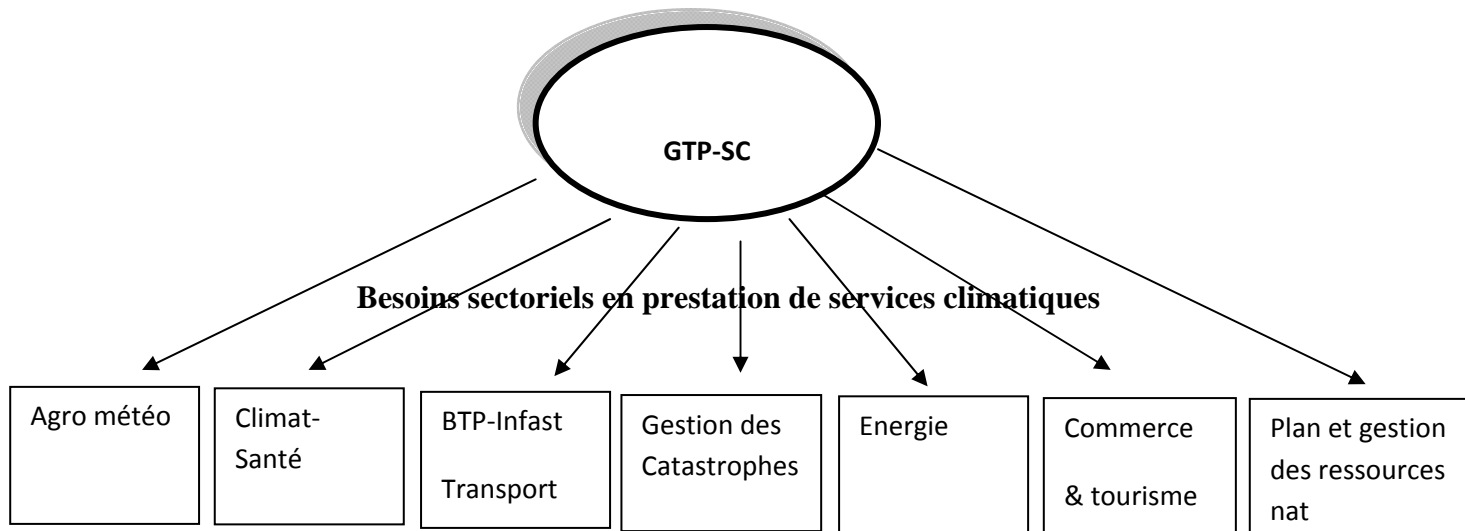 GTP-SC
Besoins sectoriels en prestation de services climatiques
Agro météo
Climat-
Santé
BTP-Infast
Transport
Gestion des
Catastrophes
Energie
Commerce
& tourisme
Plan et gestion
des ressources
nat